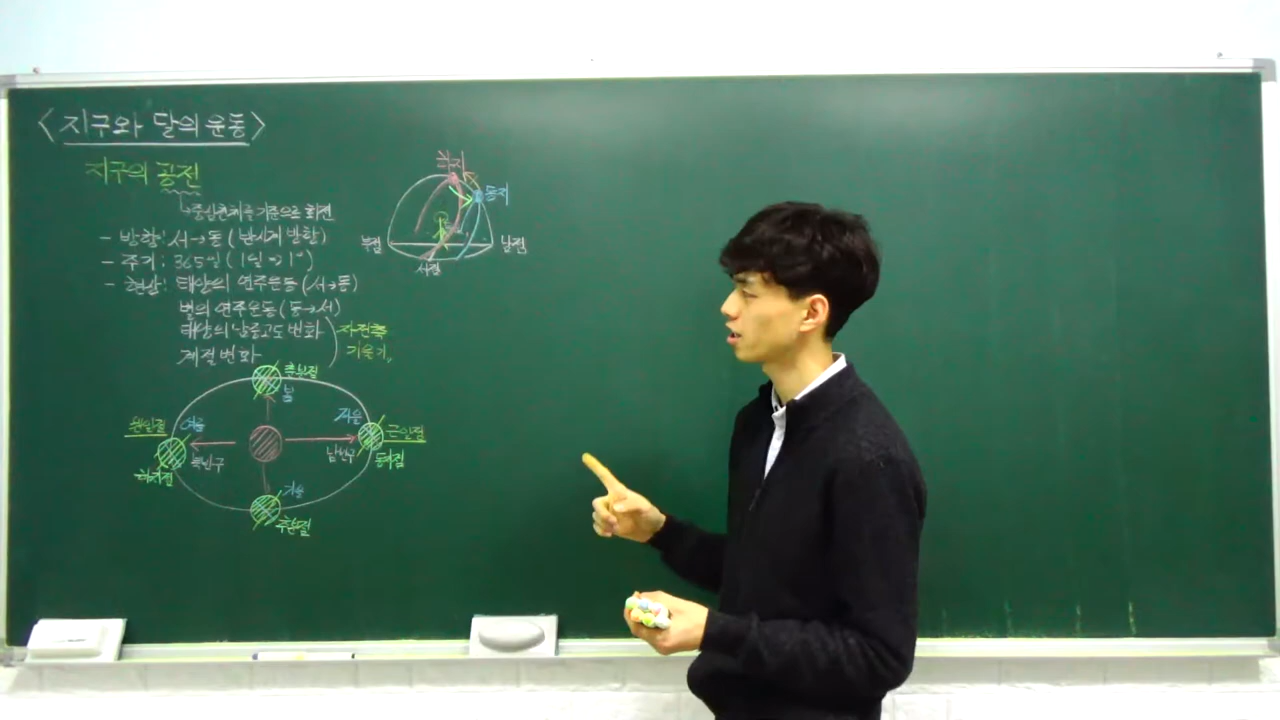 <지구와 달의 운동>
지구의 공전
↳중심천체를 기준으로 회전
- 방향: 서→동 (반시계 방향)
- 주기: 365일 (1일 => 1°)
- 현상: 태양의 연주운동 (서→동)
별의 연주운동 (동→서)
태양의 남중고도 변화
계절 변화
자전축
기울기
하지
동지
북점
남점
서점
춘분점
봄
원일점
여름
북반구
하지점
겨울
근일점
남반구
동지점
가을
추분점